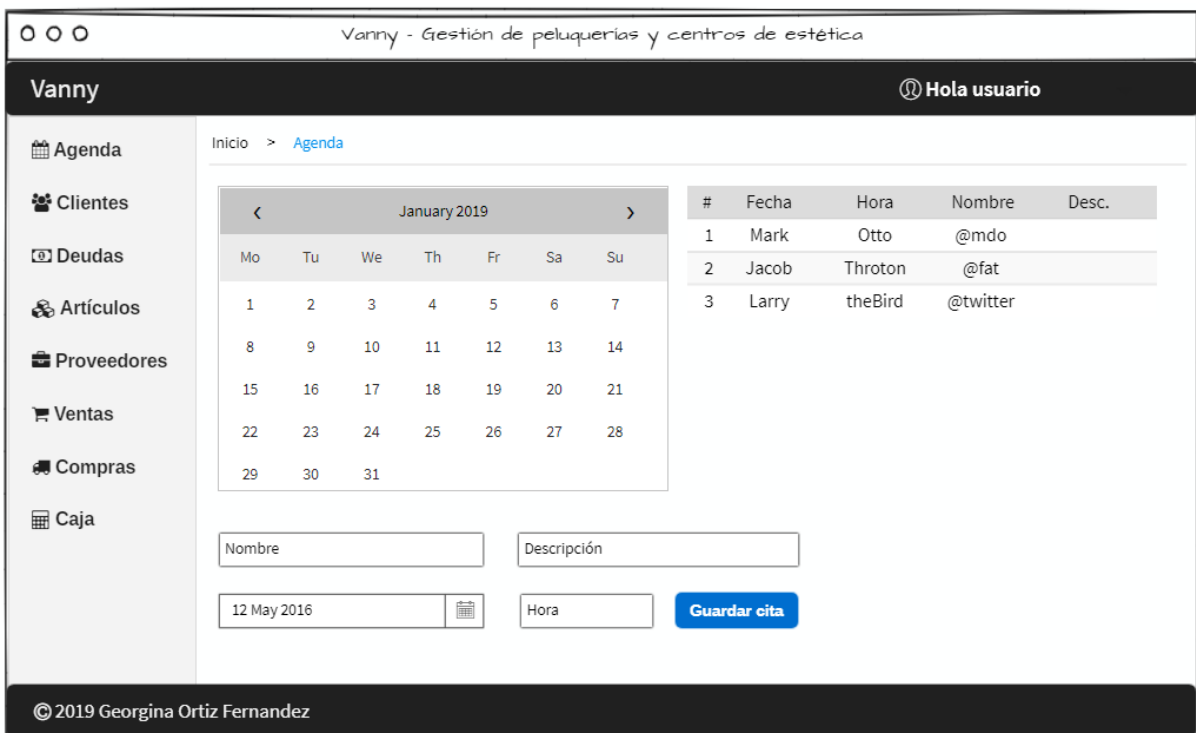 Vanny - Gestión de peluquerías y centros de estética
Vanny
Hola usuario
Agenda
Clientes
Deudas
Artículos
Proveedores
Ventas
Compras
Caja
Inicio > Agenda
‹ January 2019 ›
Mo Tu We Th Fr Sa Su
1 2 3 4 5 6 7
8 9 10 11 12 13 14
15 16 17 18 19 20 21
22 23 24 25 26 27 28
29 30 31
# Fecha Hora Nombre Desc.
1 Mark Otto @mdo
2 Jacob Throton @fat
3 Larry theBird @twitter
Nombre
Descripción
12 May 2016
Hora
Guardar cita
© 2019 Georgina Ortiz Fernandez